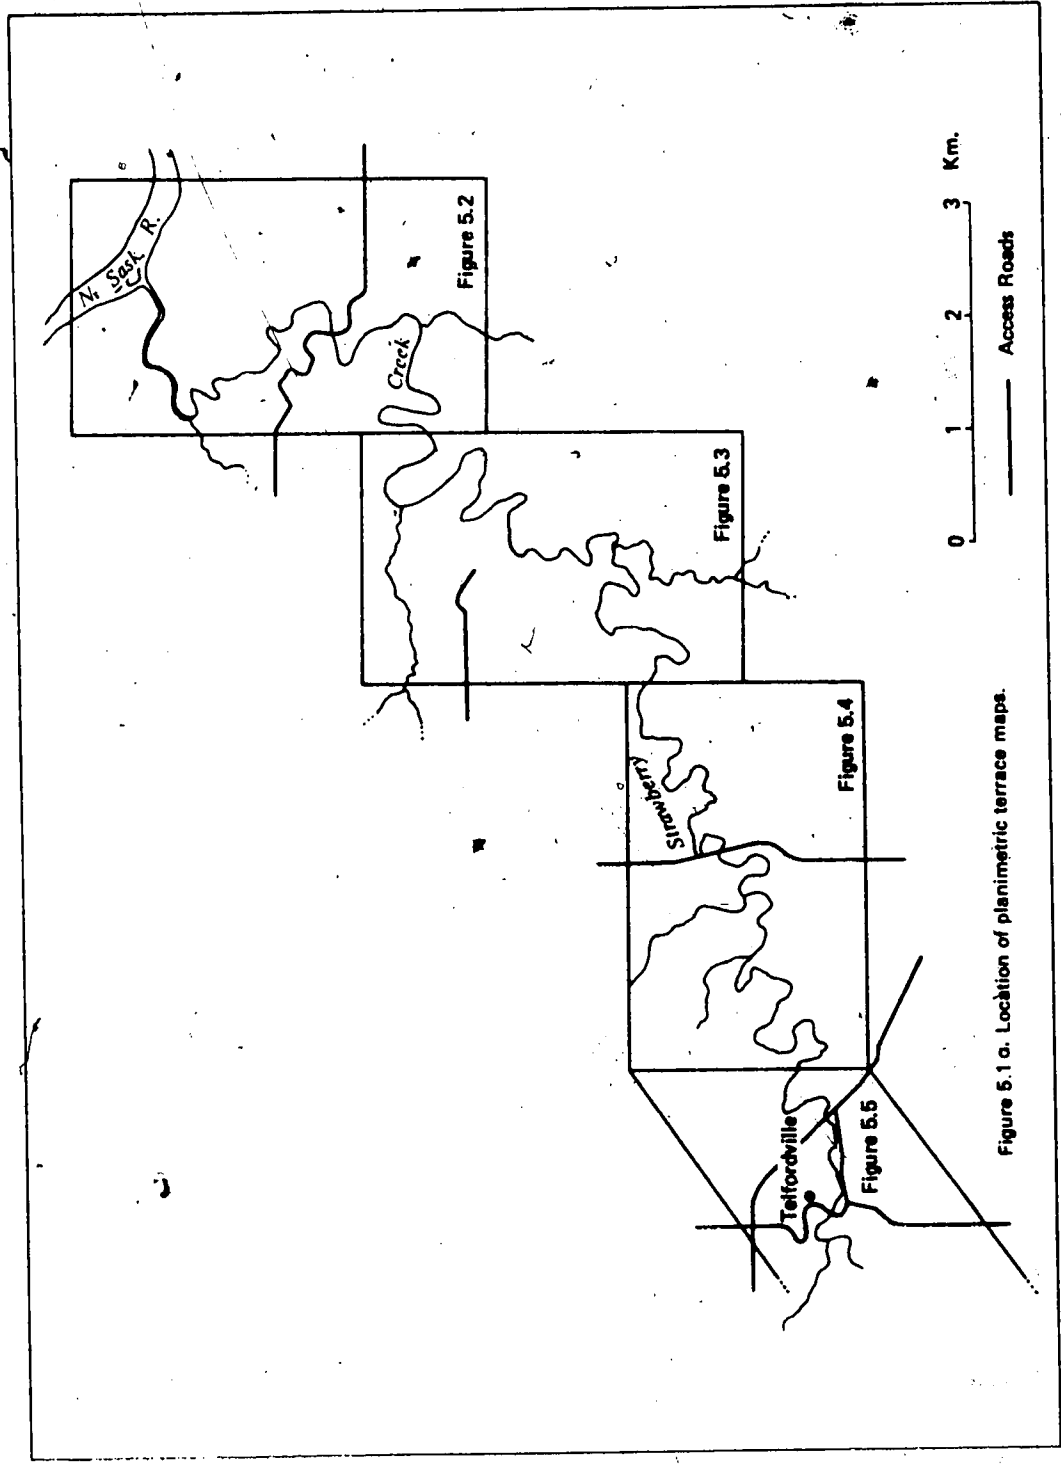 N. Sask R.
Figure 5.2
Creek
Figure 5.3
Strawberry
Figure 5.4
Telfordville
Figure 5.5
0 1 2 3 Km.
Access Roads
Figure 5.1a. Location of planimetric terrace maps.